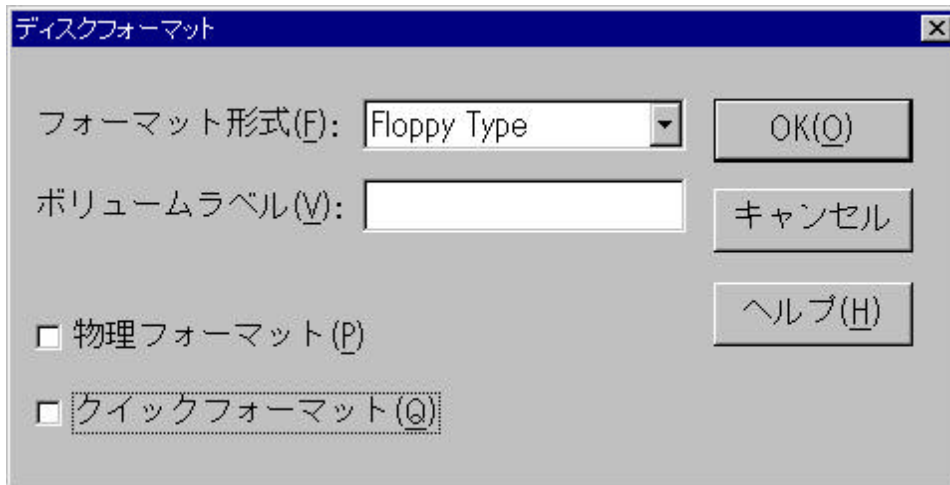 ディスクフォーマット
フォーマット形式(F): Floppy Type
OK(O)
ボリュームラベル(V):
キャンセル
ヘルプ(H)
物理フォーマット(P)
クイックフォーマット(Q)